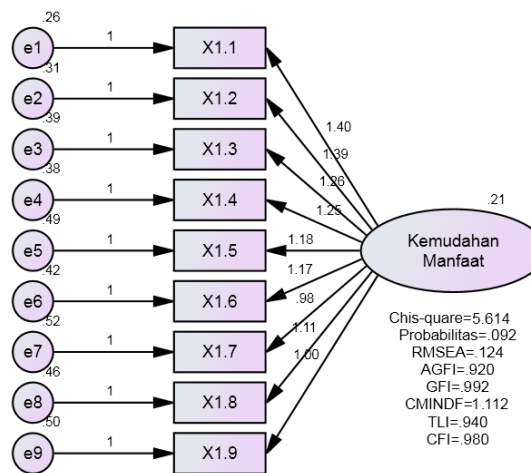 .26
e1 1 X1.1
.31
e2 1 X1.2
.39
e3 1 X1.3
.38
e4 1 X1.4
.49
e5 1 X1.5
.42
e6 1 X1.6
.52
e7 1 X1.7
.46
e8 1 X1.8
.50
e9 1 X1.9
1.40
1.39
1.26
1.25
1.18
1.17
.98
1.11
1.00
.21
Kemudahan
Manfaat
Chis-quare=5.614
Probabilitas=.092
RMSEA=.124
AGFI=.920
GFI=.992
CMINDF=1.112
TLI=.940
CFI=.980